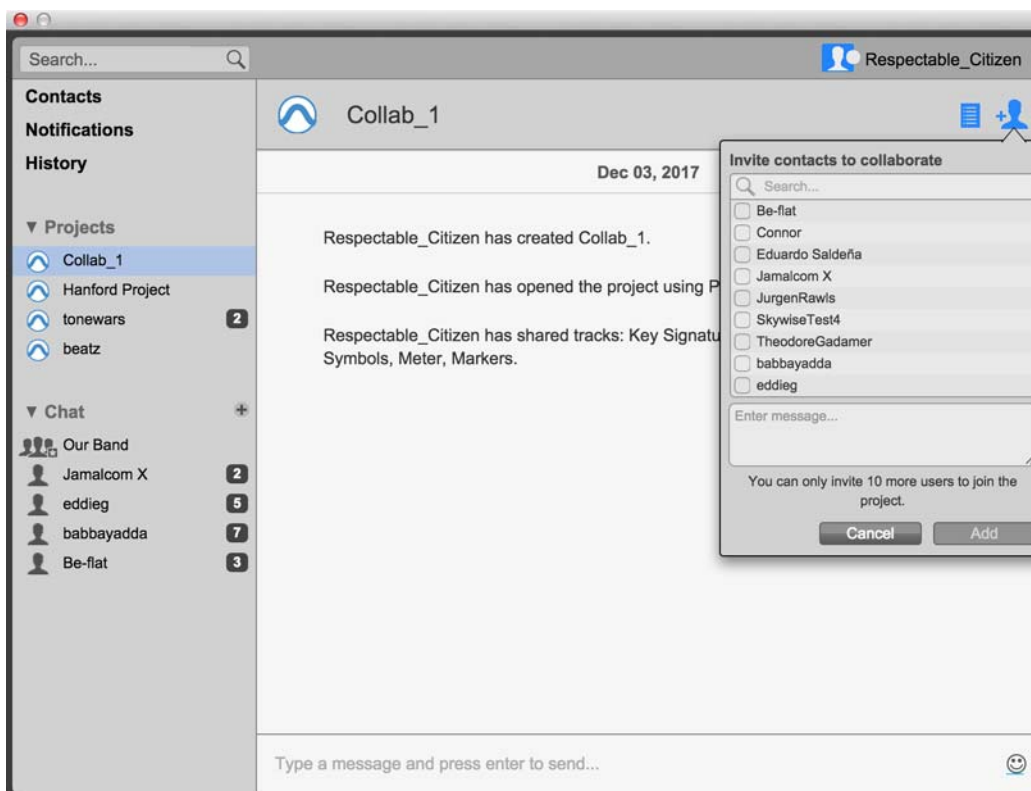 Search...
Respectable_Citizen
Contacts
Notifications
History
Projects
Collab_1
Hanford Project
tonewars 2
beatz
Chat
Our Band
Jamalcom X 2
eddieg 5
babbayadda 7
Be-flat 3
Collab_1
Dec 03, 2017
Respectable_Citizen has created Collab_1.
Respectable_Citizen has opened the project using P
Respectable_Citizen has shared tracks: Key Signatu
Symbols, Meter, Markers.
Invite contacts to collaborate
Search...
Be-flat
Connor
Eduardo Saldeña
Jamalcom X
JurgenRawls
SkywiseTest4
TheodoreGadamer
babbayadda
eddieg
Enter message...
You can only invite 10 more users to join the
project.
Cancel Add
Type a message and press enter to send...